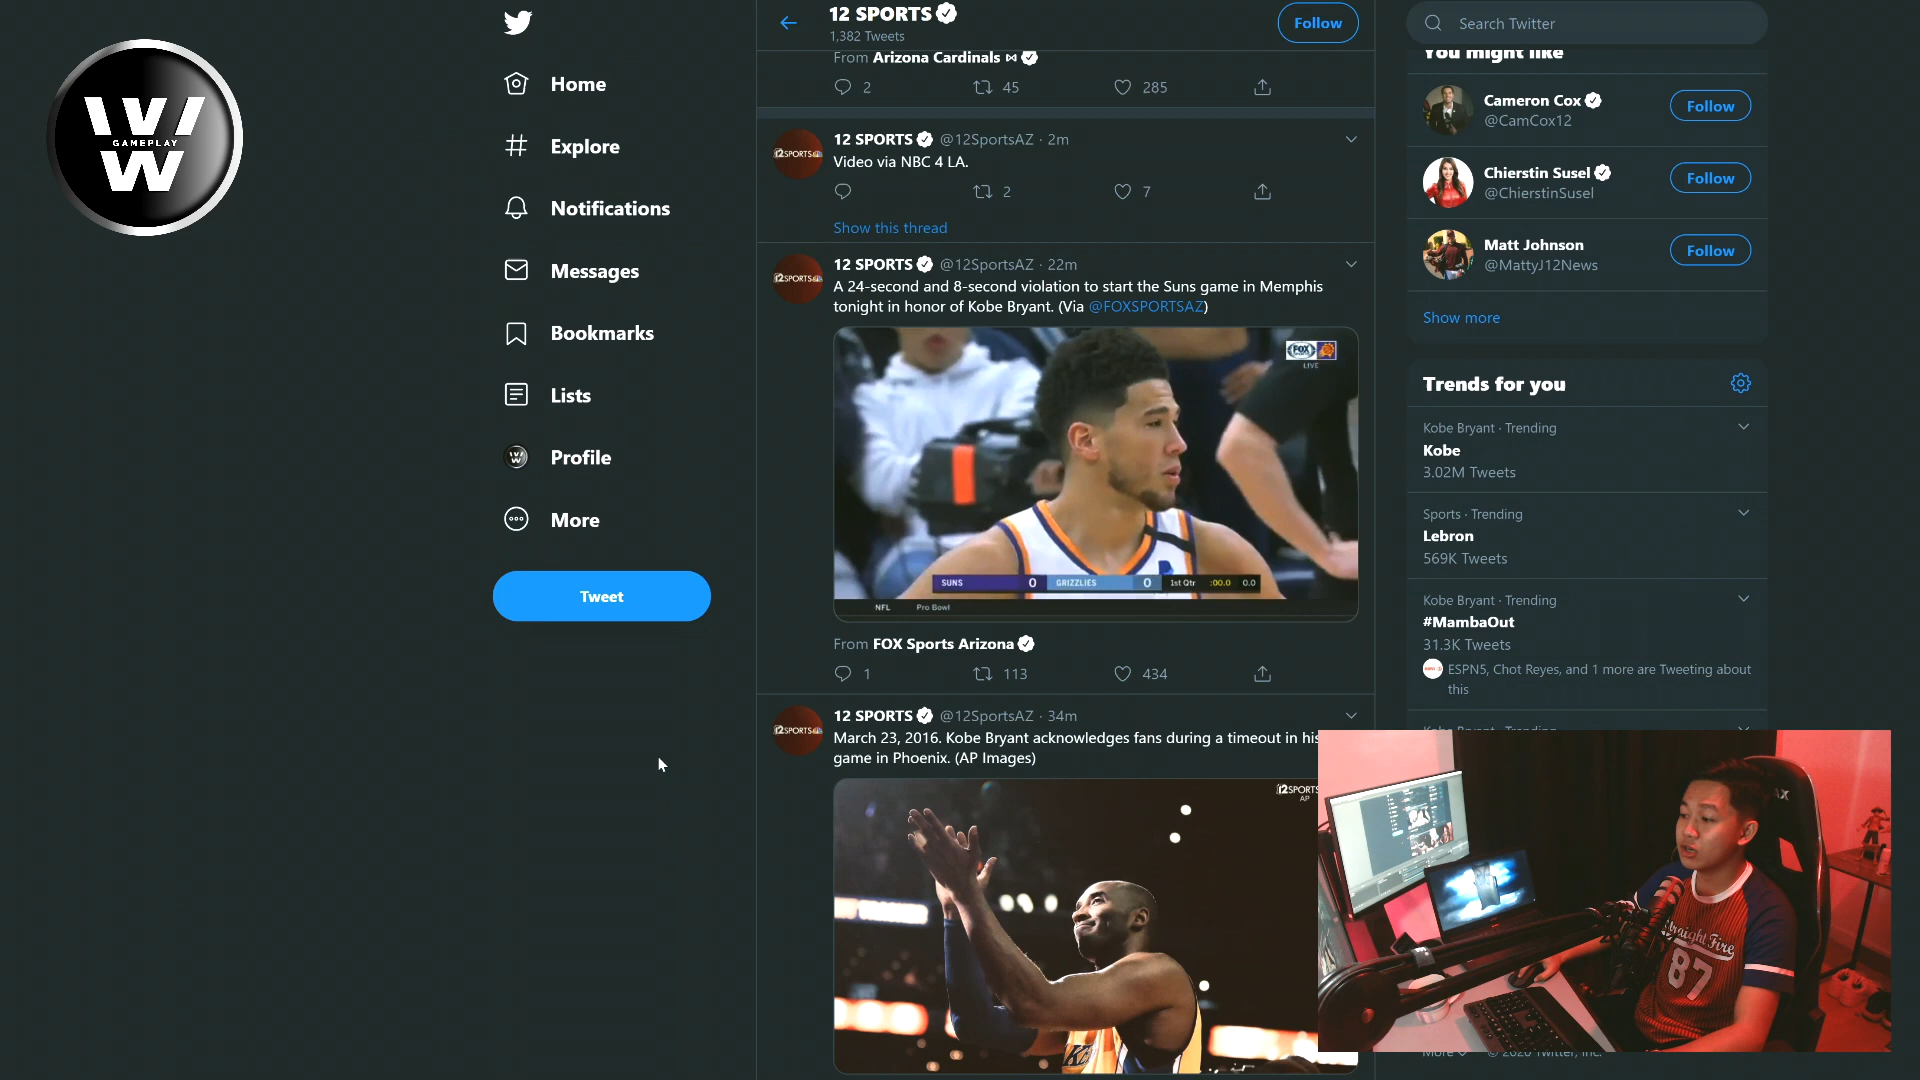 GAMEPLAY
Home
Explore
Notifications
Messages
Bookmarks
Lists
Profile
More
Tweet
12 SPORTS
1,382 Tweets
Follow
From Arizona Cardinals
2 45 285
12 SPORTS @12SportsAZ · 2m
Video via NBC 4 LA.
2 7
Show this thread
12 SPORTS @12SportsAZ · 22m
A 24-second and 8-second violation to start the Suns game in Memphis
tonight in honor of Kobe Bryant. (Via @FOXSPORTSAZ)
FOX
LIVE
SUNS 0 GRIZZLIES 0 1st Qtr :00.0 0.0
NFL Pro Bowl
From FOX Sports Arizona
1 113 434
12 SPORTS @12SportsAZ · 34m
March 23, 2016. Kobe Bryant acknowledges fans during a timeout in his
game in Phoenix. (AP Images)
12SPORTS
AP
Search Twitter
You might like
Cameron Cox
@CamCox12
Follow
Chierstin Susel
@ChierstinSusel
Follow
Matt Johnson
@MattyJ12News
Follow
Show more
Trends for you
Kobe Bryant · Trending
Kobe
3.02M Tweets
Sports · Trending
Lebron
569K Tweets
Kobe Bryant · Trending
#MambaOut
31.3K Tweets
ESPN5, Chot Reyes, and 1 more are Tweeting about
this
Kobe Bryant · Trending
Straight Fire
87
More © 2020 Twitter, Inc.